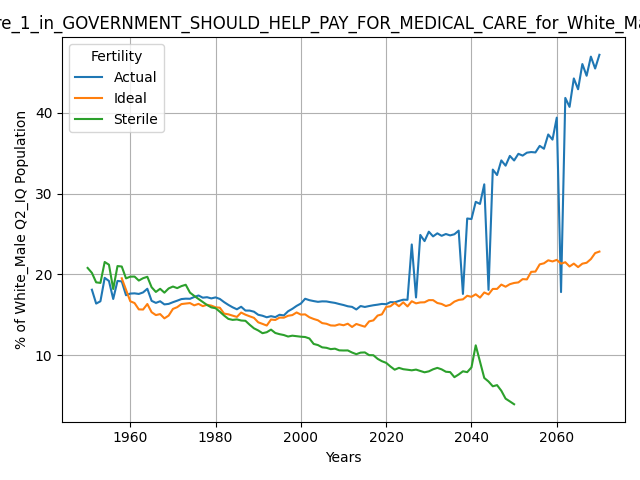 re_1_in_GOVERNMENT_SHOULD_HELP_PAY_FOR_MEDICAL_CARE_for_White_Ma
Fertility
Actual
Ideal
Sterile
% of White_Male Q2_IQ Population
40
30
20
10
1960 1980 2000 2020 2040 2060
Years